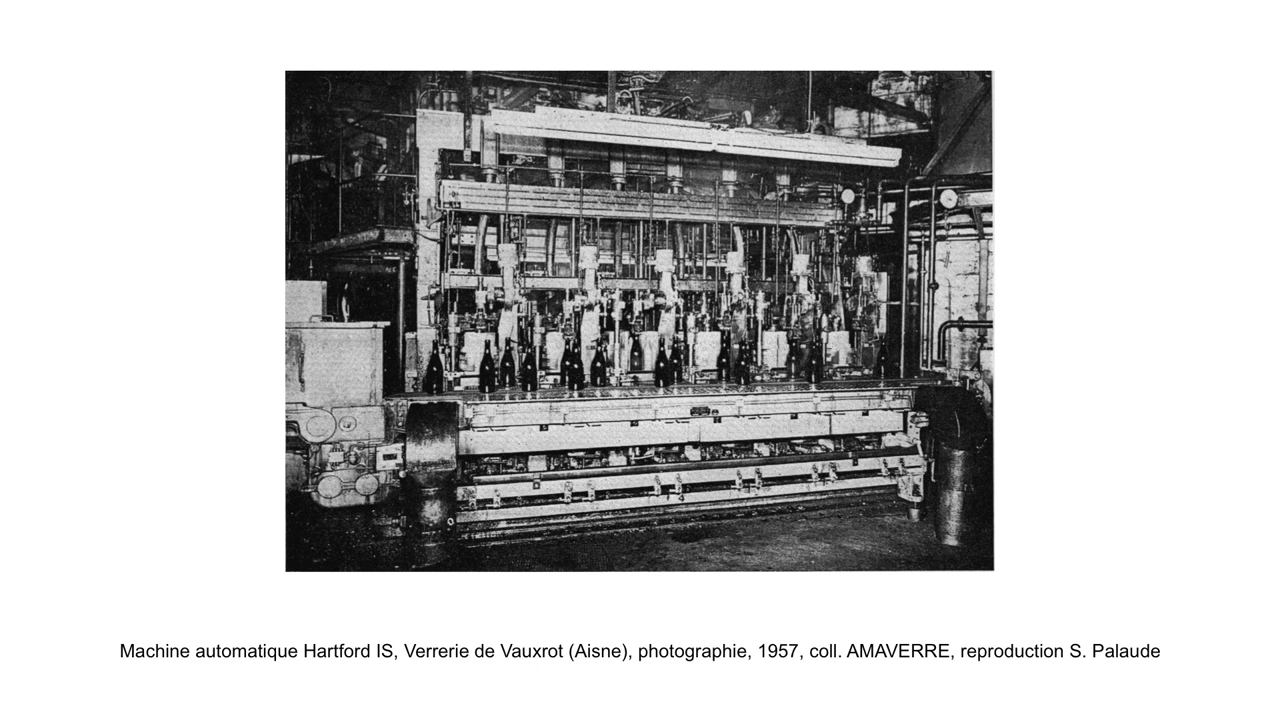 Machine automatique Hartford IS, Verrerie de Vauxrot (Aisne), photographie, 1957, coll. AMAVERRE, reproduction S. Palaude